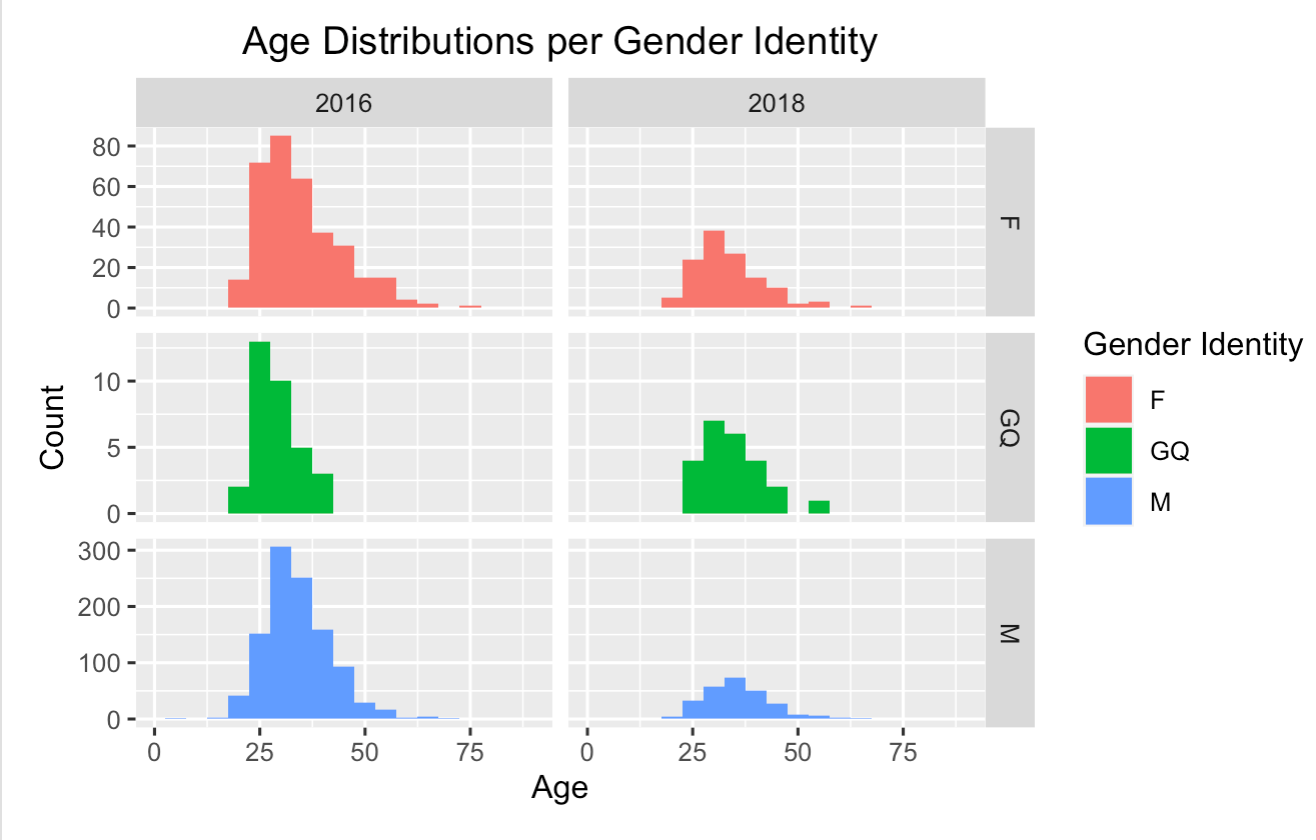 Age Distributions per Gender Identity
2016 2018
80
60
40
20
0
F
10
5
0
GQ
300
200
100
0
M
0 25 50 75 0 25 50 75
Age
Count
Gender Identity
F
GQ
M